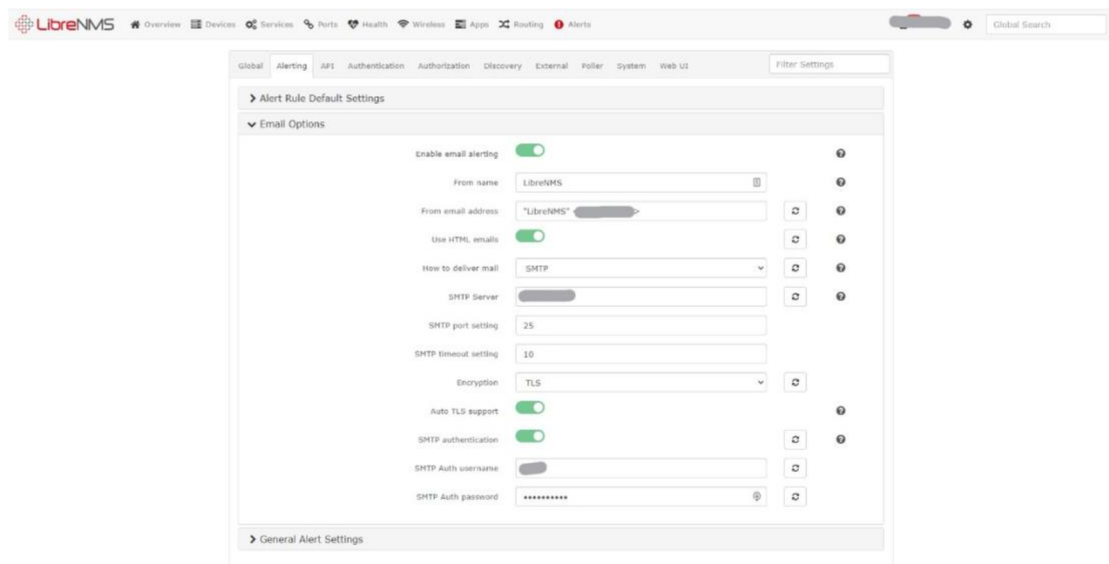 LibreNMS Overview Devices Services Ports Health Wireless Apps Routing Alerts Global Search
Global Alerting API Authentication Authorization Discovery External Poller System Web UI Filter Settings
Alert Rule Default Settings
Email Options
Enable email alerting
From name LibreNMS
From email address "LibreNMS" < >
Use HTML emails
How to deliver mail SMTP
SMTP Server
SMTP port setting 25
SMTP timeout setting 10
Encryption TLS
Auto TLS support
SMTP authentication
SMTP Auth username
SMTP Auth password ••••••••••
General Alert Settings